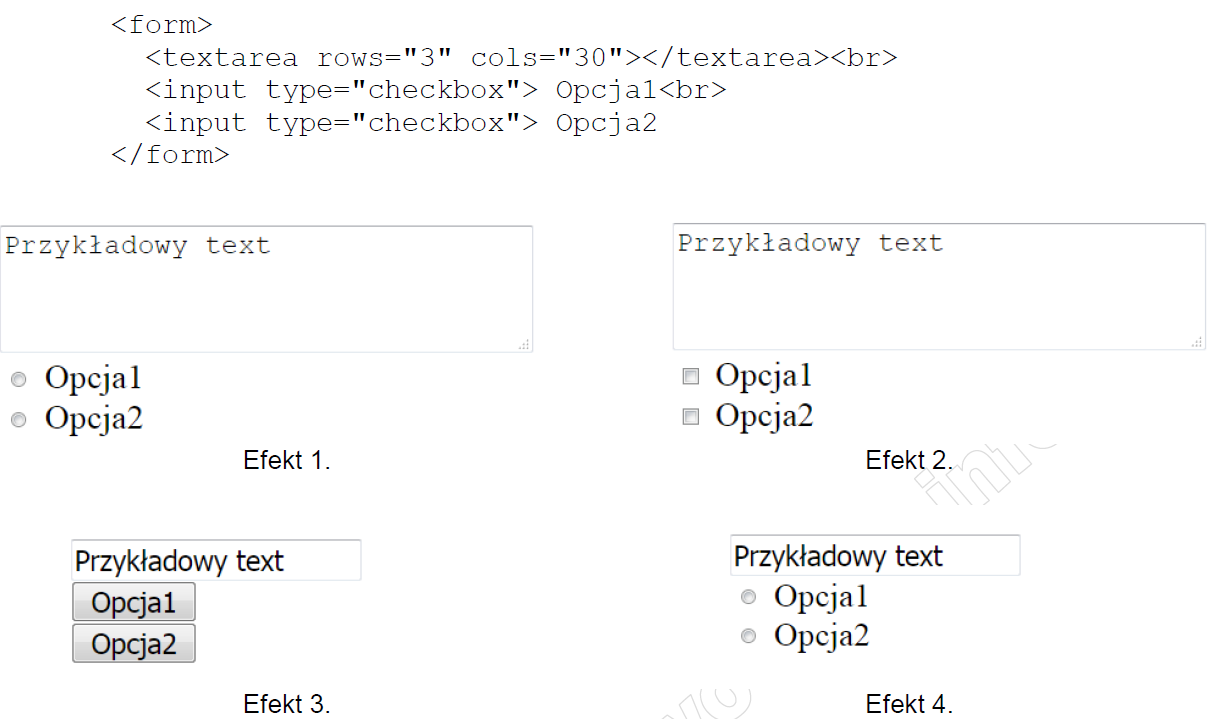 <form>
<textarea rows="3" cols="30"></textarea><br>
<input type="checkbox"> Opcja1<br>
<input type="checkbox"> Opcja2
</form>
Przykładowy text
Opcja1
Opcja2
Efekt 1.
Przykładowy text
Opcja1
Opcja2
Efekt 2.
Przykładowy text
Opcja1
Opcja2
Efekt 3.
Przykładowy text
Opcja1
Opcja2
Efekt 4.